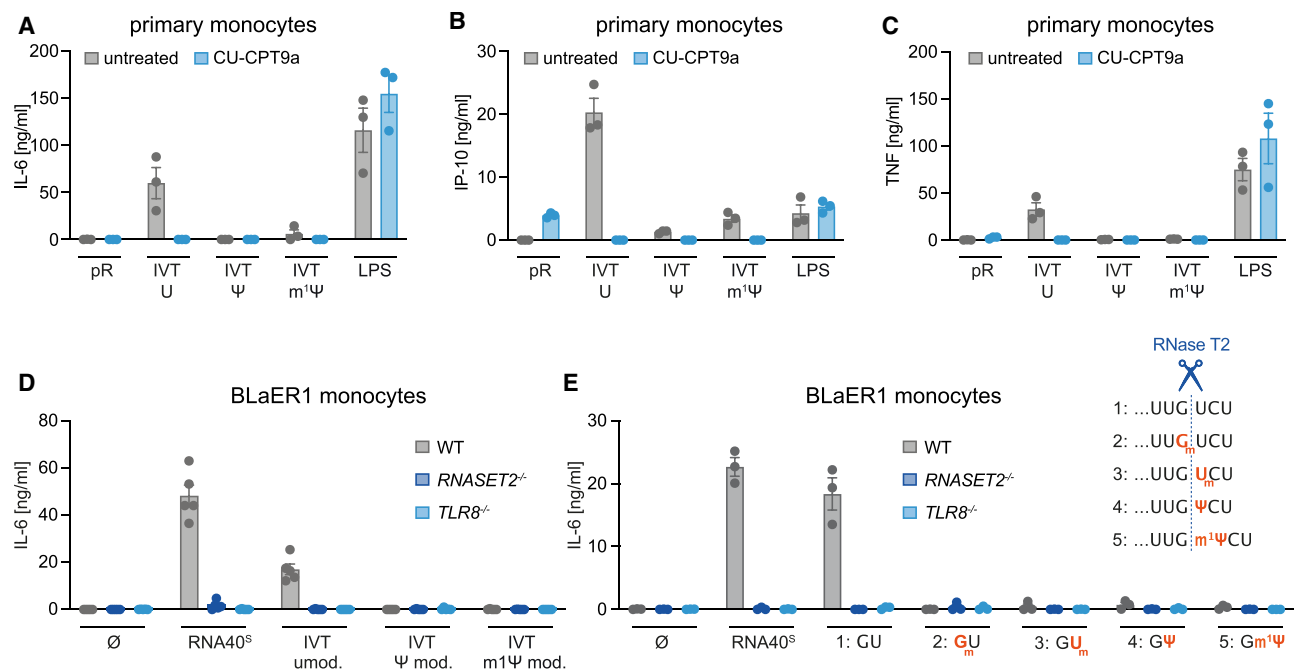 A
primary monocytes
untreated CU-CPT9a
IL-6 [ng/ml]
200
150
100
50
0
pR IVT IVT IVT LPS
U Ψ m¹Ψ
B
primary monocytes
untreated CU-CPT9a
IP-10 [ng/ml]
30
20
10
0
pR IVT IVT IVT LPS
U Ψ m¹Ψ
C
primary monocytes
untreated CU-CPT9a
TNF [ng/ml]
200
150
100
50
0
pR IVT IVT IVT LPS
U Ψ m¹Ψ
D
BLaER1 monocytes
WT
RNASET2-/-
TLR8-/-
IL-6 [ng/ml]
80
60
40
20
0
Ø RNA40S IVT IVT IVT
umod. Ψ mod. m1Ψ mod.
E
BLaER1 monocytes
WT
RNASET2-/-
TLR8-/-
IL-6 [ng/ml]
30
20
10
0
Ø RNA40S 1: GU 2: GmU 3: GUm 4: GΨ 5: Gm¹Ψ
RNase T2
1: ...UUG UCU
2: ...UUGm UCU
3: ...UUG UmCU
4: ...UUG ΨCU
5: ...UUG m¹ΨCU